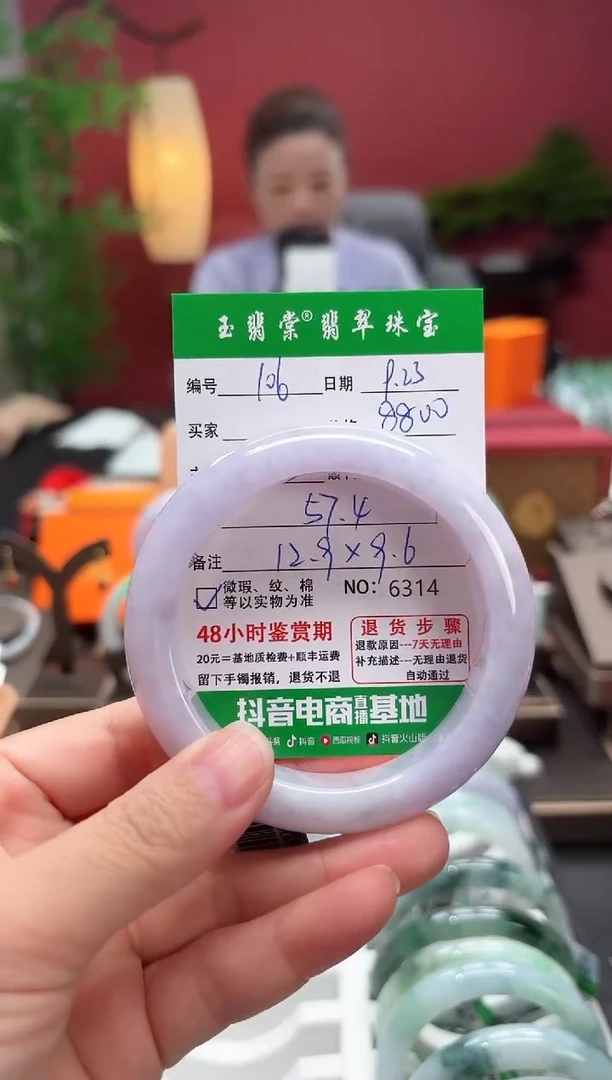 玉翡棠®翡翠珠宝
编号 106 日期 9.23
买家 8800
57.4
备注 12.9×9.6
微瑕、纹、棉
等以实物为准
NO: 6314
48小时鉴赏期
20元=基地质检费+顺丰运费
留下手镯报销，退货不退
退货步骤
退款原因---7天无理由
补充描述---无理由退货
自动通过
抖音电商直播基地
头条 抖音 西瓜视频 抖音火山版